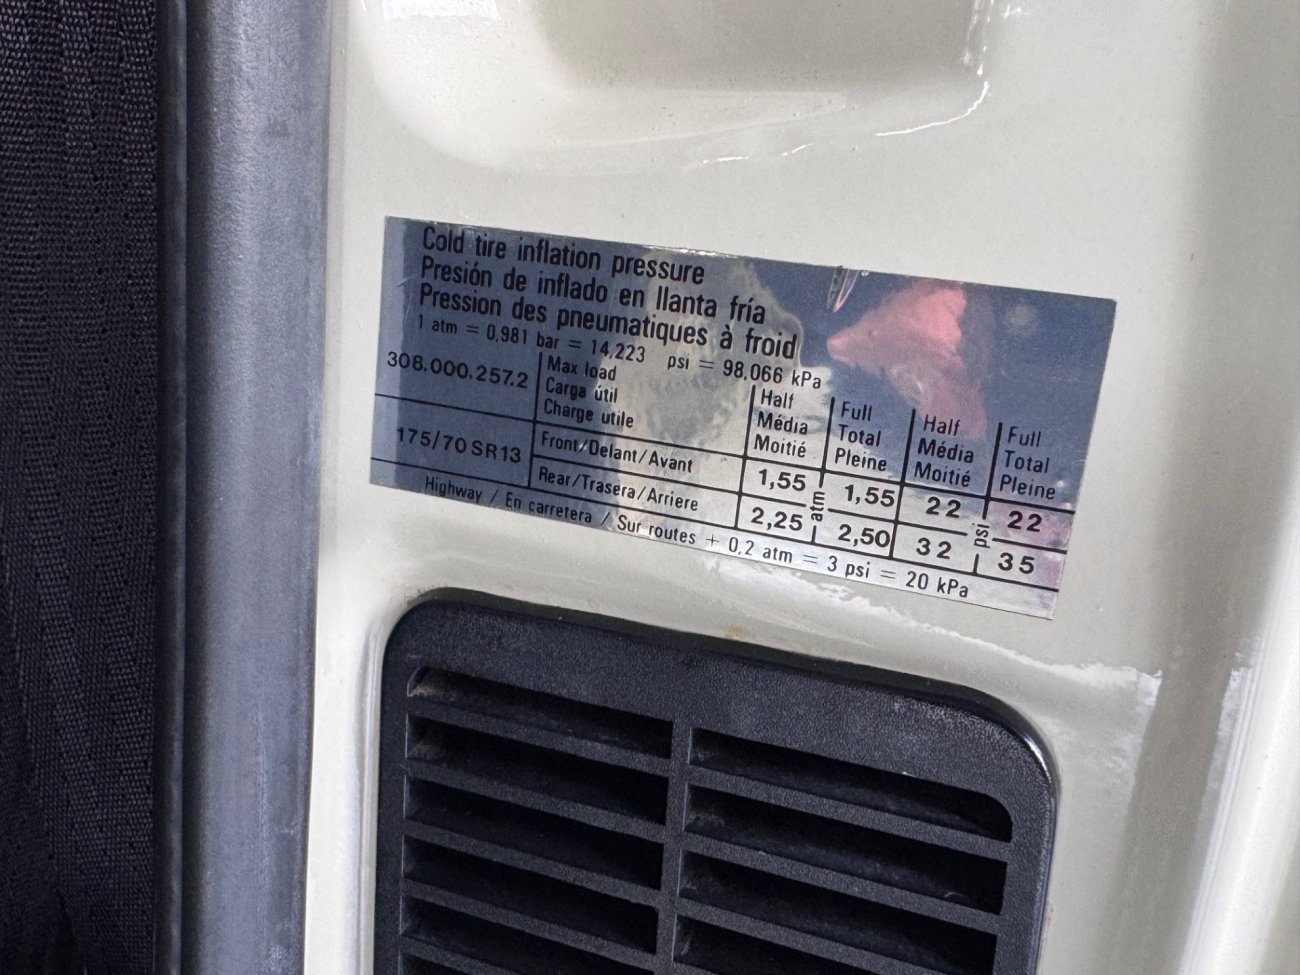 Cold tire inflation pressure
Presión de inflado en llanta fría
Pression des pneumatiques à froid
1 atm = 0,981 bar = 14,223 psi = 98,066 kPa
308.000.257.2
Max load
Carga útil
Charge utile
Half
Média
Moitié
Full
Total
Pleine
Half
Média
Moitié
Full
Total
Pleine
175/70 SR13
Front/Delant/Avant 1,55 1,55 22 22
atm psi
Rear/Trasera/Arriere 2,25 2,50 32 35
Highway / En carretera / Sur routes + 0,2 atm = 3 psi = 20 kPa